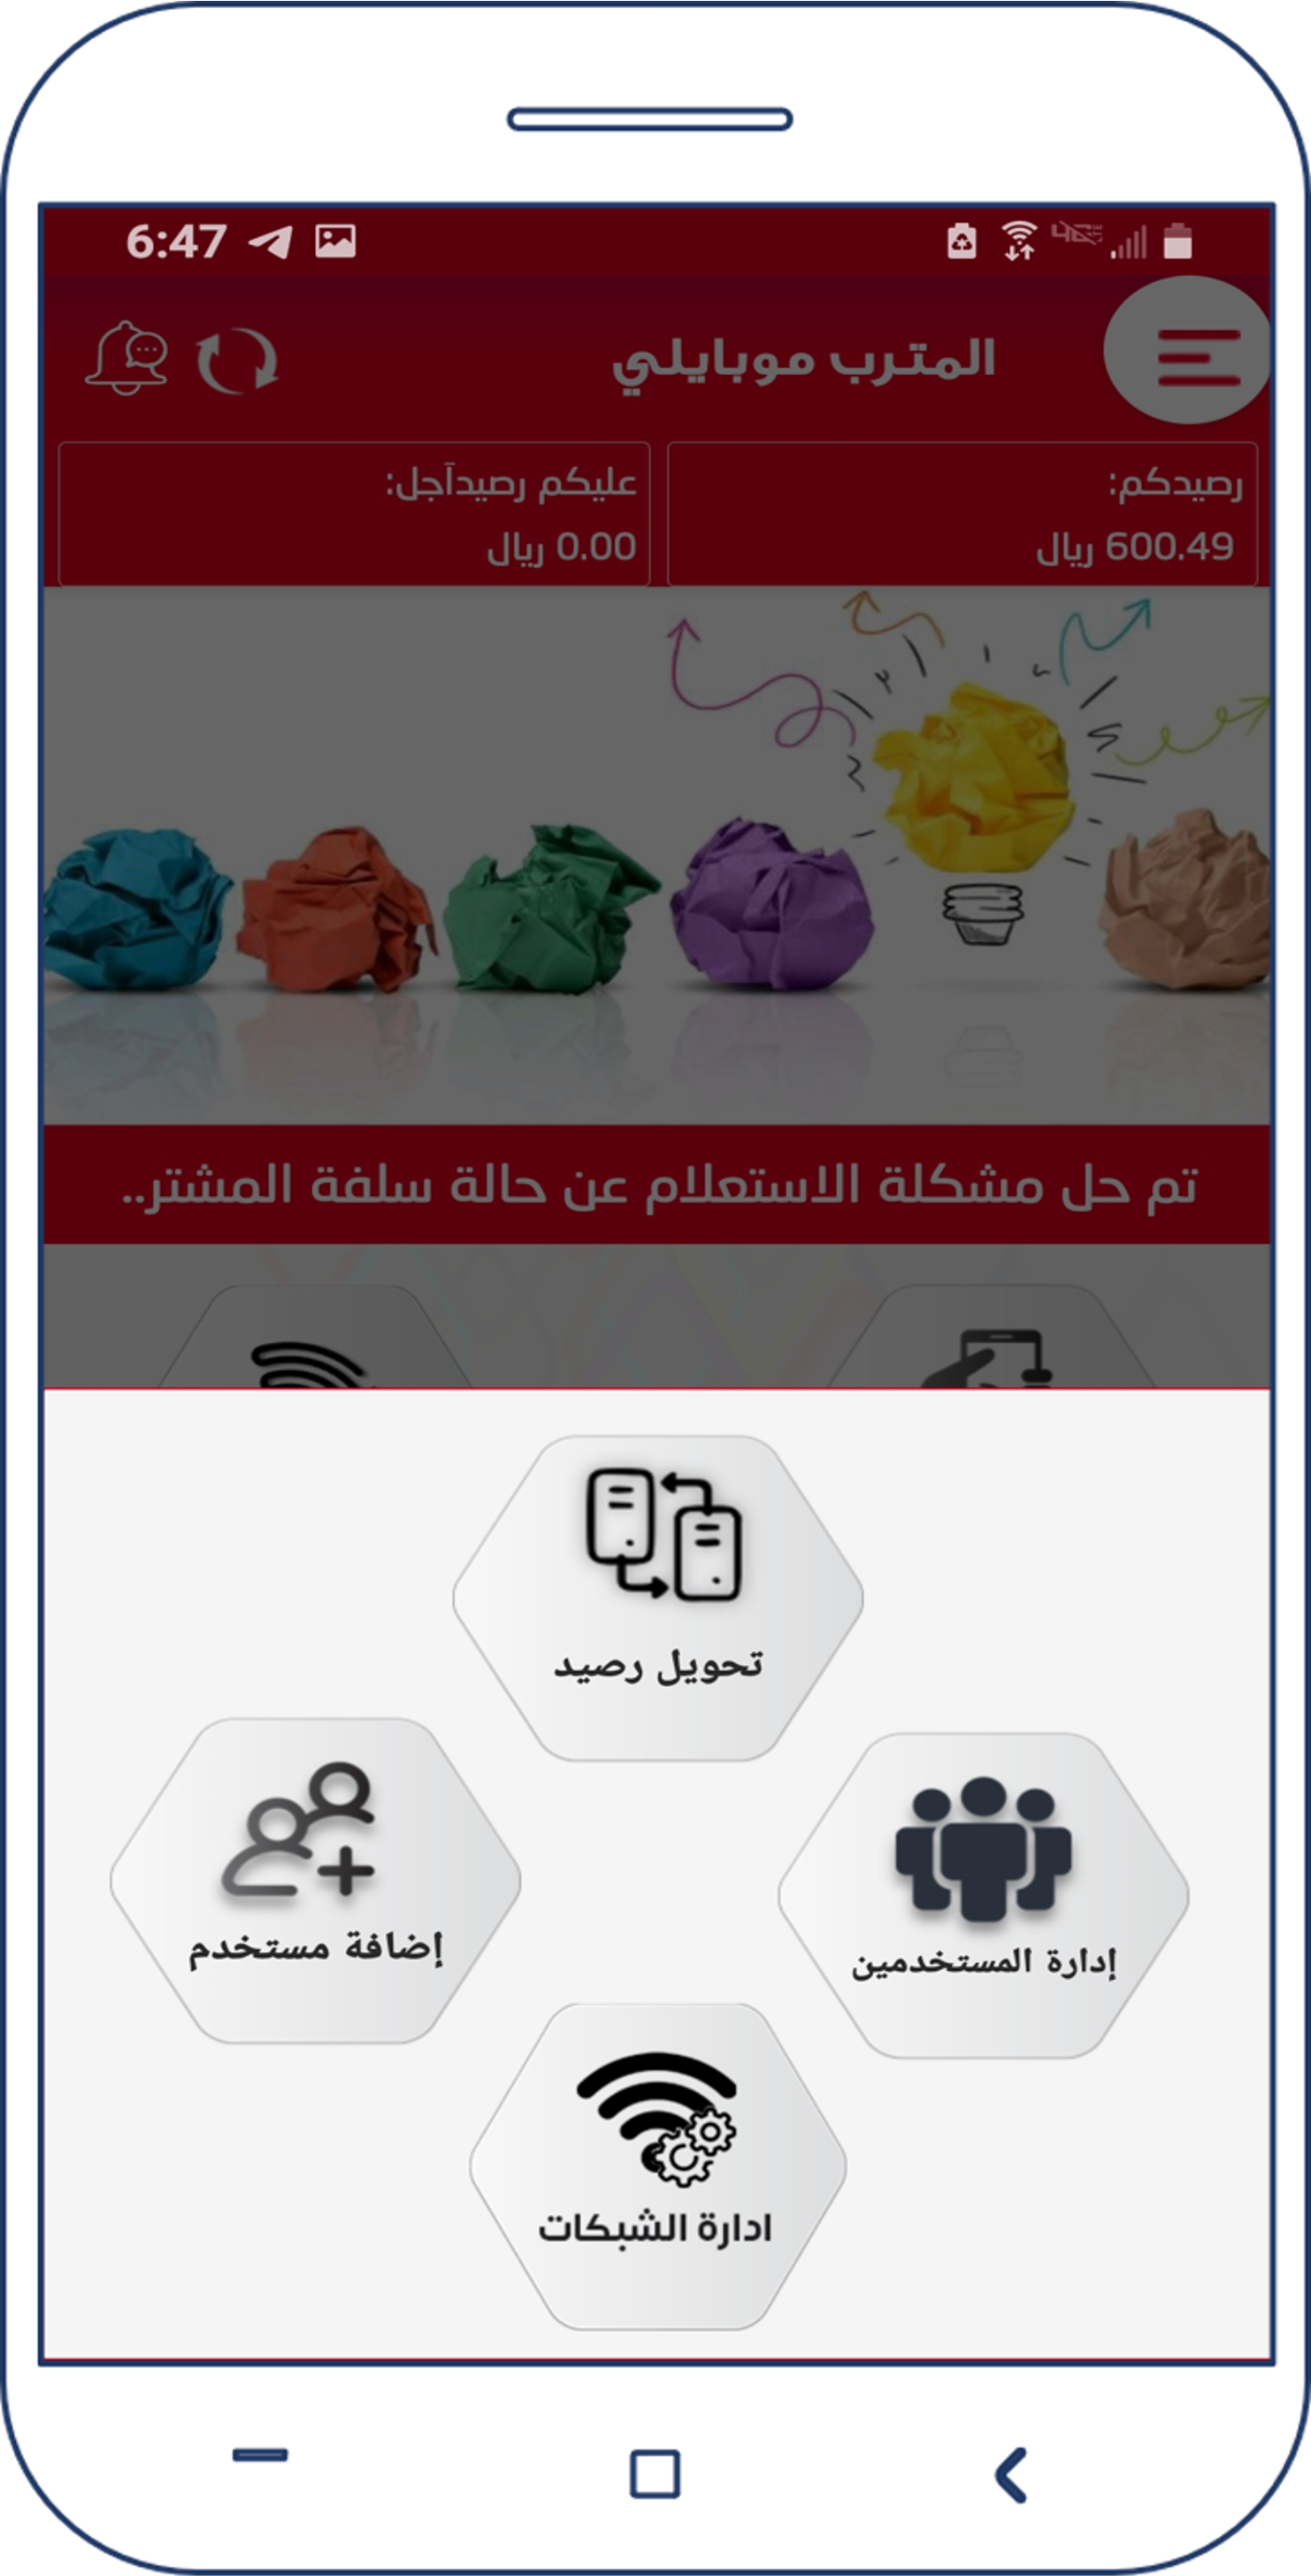 6:47
المترب موبايلي
رصيدكم:
600.49 ريال
عليكم رصيدآجل:
0.00 ريال
تم حل مشكلة الاستعلام عن حالة سلفة المشتر..
تحويل رصيد
إدارة المستخدمين
إضافة مستخدم
ادارة الشبكات